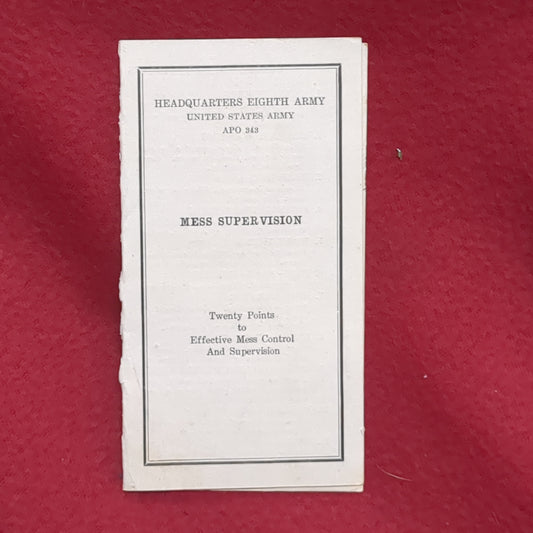 HEADQUARTERS EIGHTH ARMY
UNITED STATES ARMY
APO 343
MESS SUPERVISION
Twenty Points
to
Effective Mess Control
And Supervision